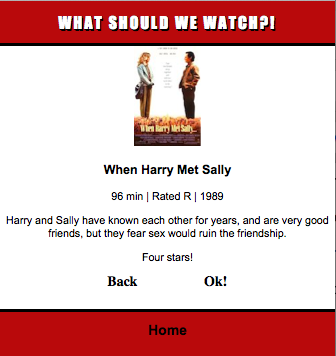 WHAT SHOULD WE WATCH?!
When Harry Met Sally...
When Harry Met Sally
96 min | Rated R | 1989
Harry and Sally have known each other for years, and are very good
friends, but they fear sex would ruin the friendship.
Four stars!
Back Ok!
Home